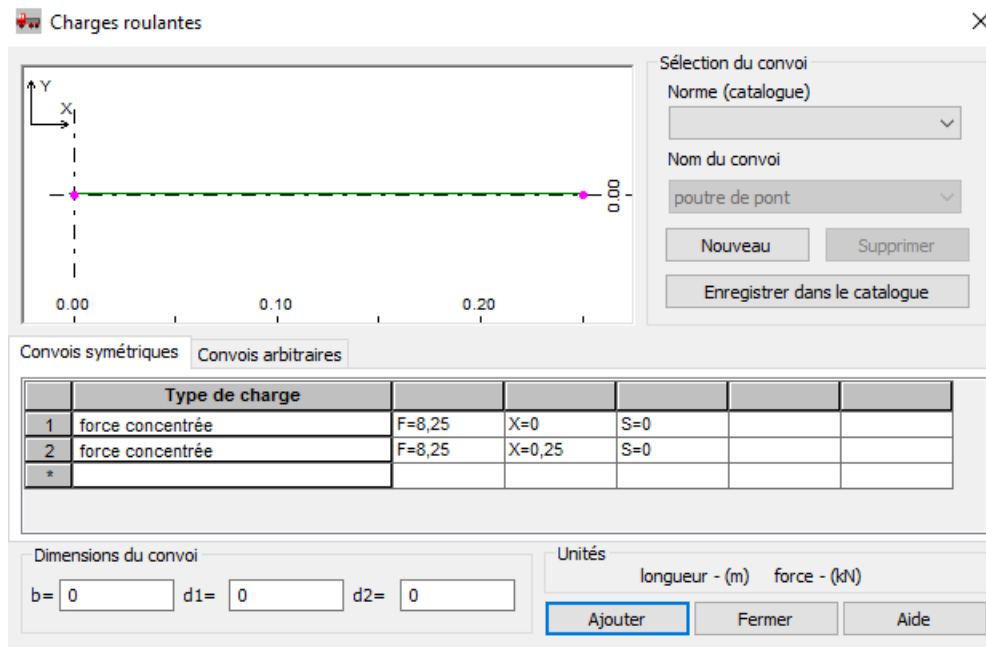 Charges roulantes
Y
X
0.00
0.00 0.10 0.20
Sélection du convoi
Norme (catalogue)
Nom du convoi
poutre de pont
Nouveau Supprimer
Enregistrer dans le catalogue
Convois symétriques Convois arbitraires
Type de charge
1 force concentrée F=8,25 X=0 S=0
2 force concentrée F=8,25 X=0,25 S=0
*
Dimensions du convoi
b= 0 d1= 0 d2= 0
Unités
longueur - (m) force - (kN)
Ajouter Fermer Aide